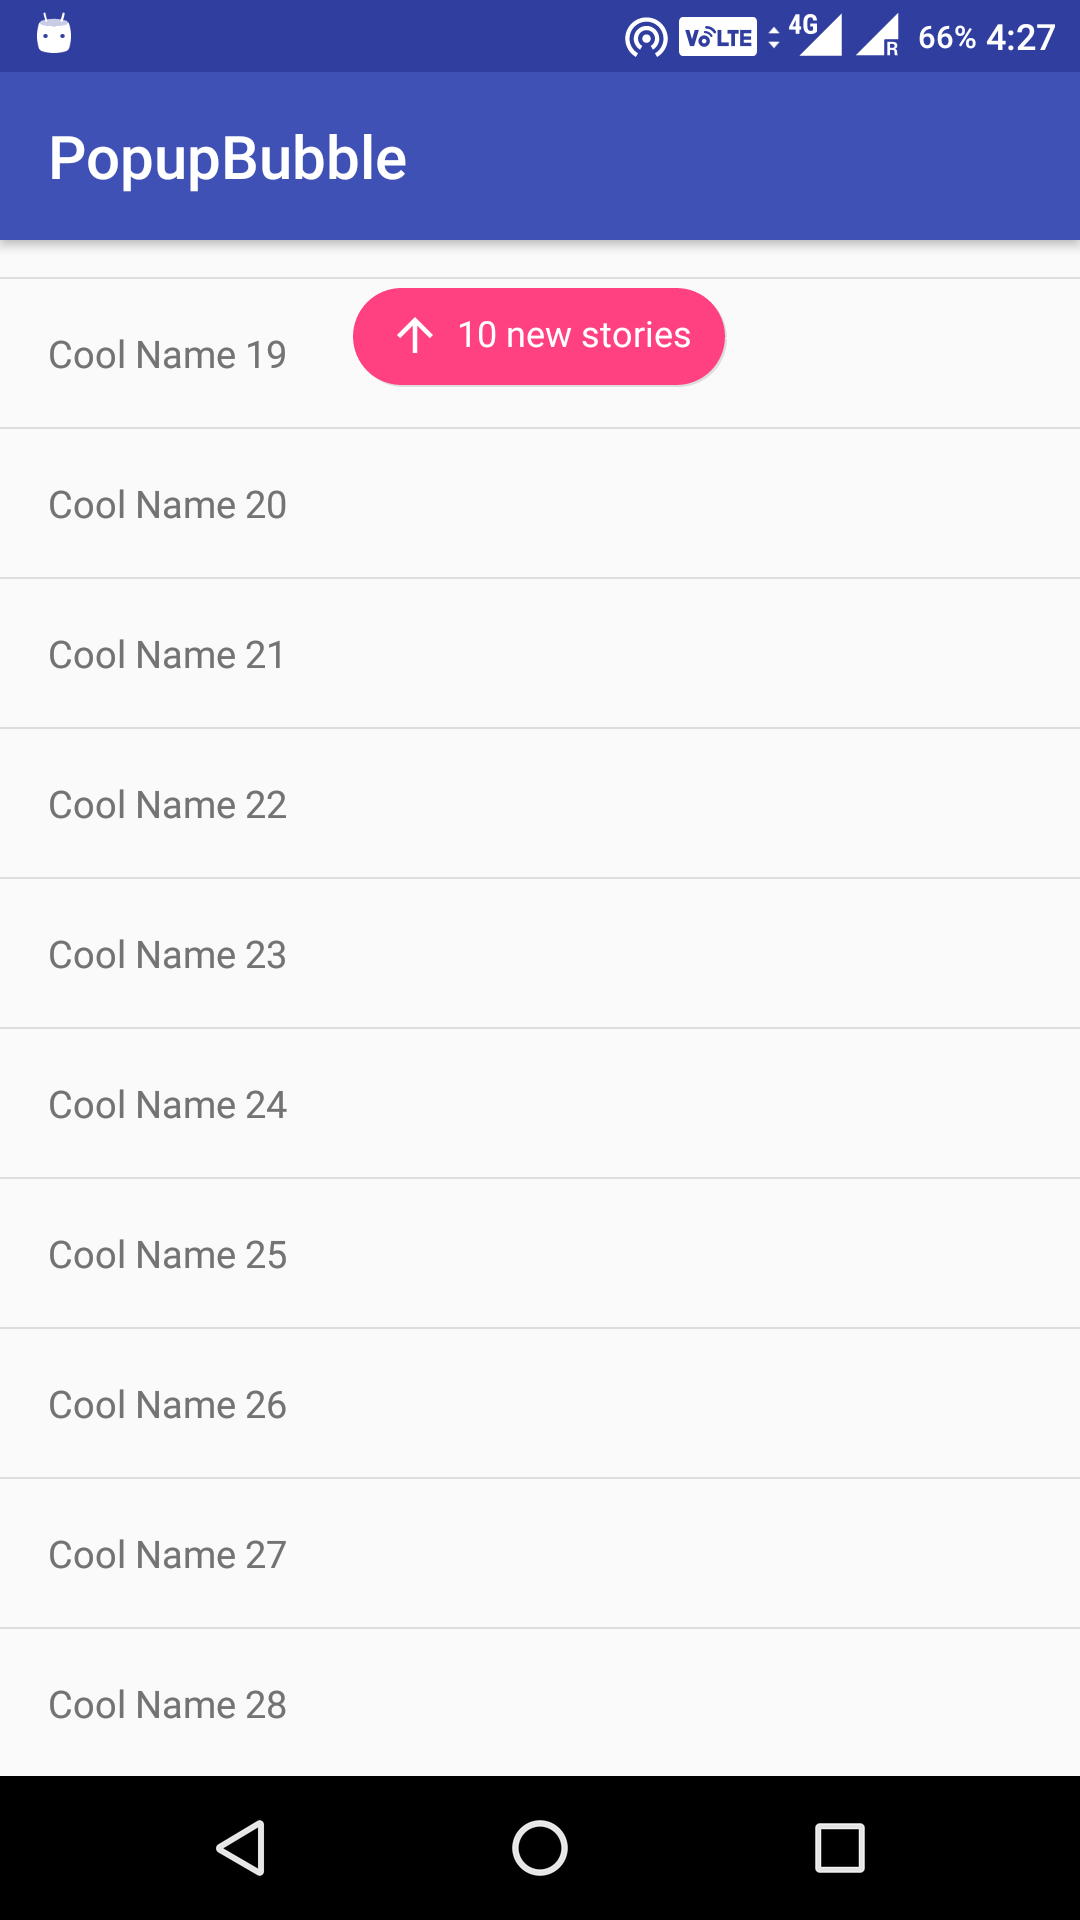 VoLTE 4G R 66% 4:27
PopupBubble
10 new stories
Cool Name 19
Cool Name 20
Cool Name 21
Cool Name 22
Cool Name 23
Cool Name 24
Cool Name 25
Cool Name 26
Cool Name 27
Cool Name 28